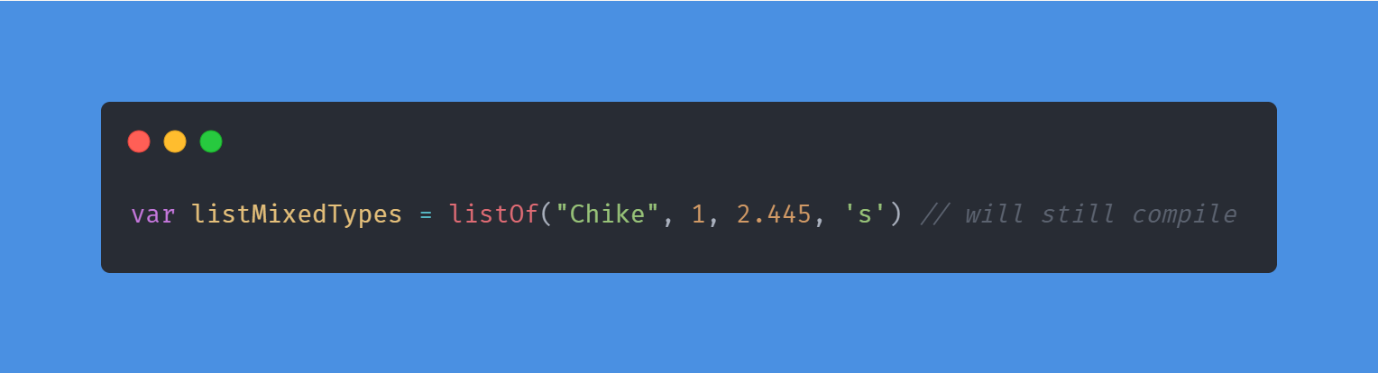 var listMixedTypes = listOf("Chike", 1, 2.445, 's') // will still compile